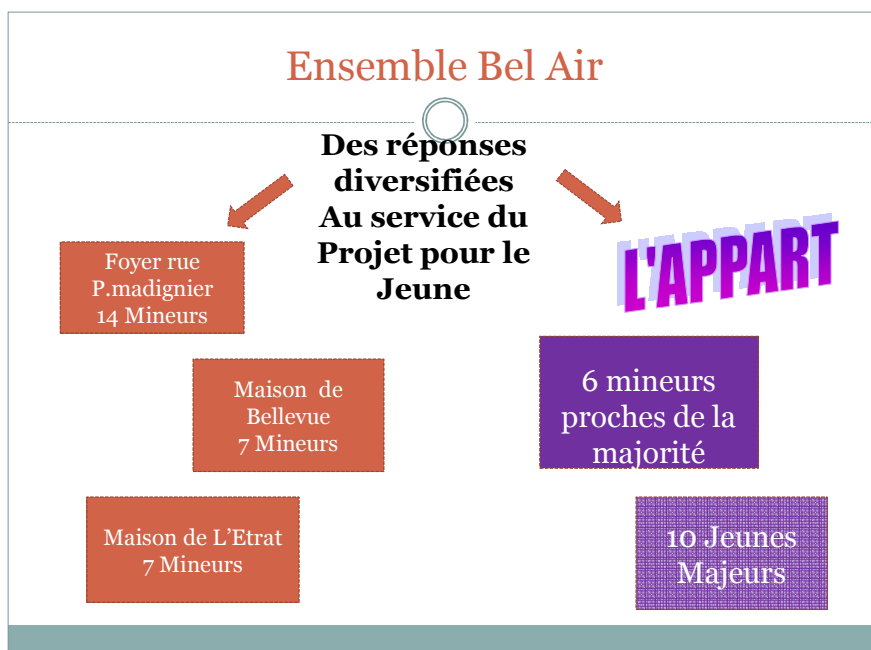 Ensemble Bel Air
Des réponses
diversifiées
Au service du
Projet pour le
Jeune
Foyer rue
P.madignier
14 Mineurs
Maison de
Bellevue
7 Mineurs
Maison de L’Etrat
7 Mineurs
L'APPART
6 mineurs
proches de la
majorité
10 Jeunes
Majeurs